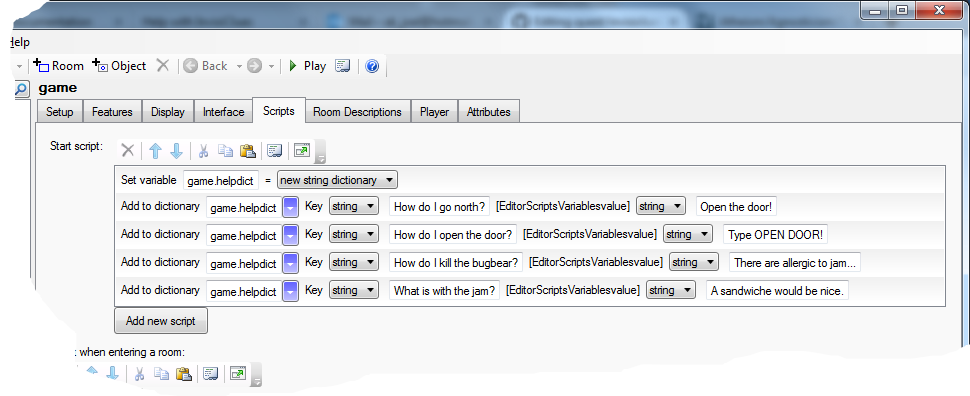 Help
Room Object Back Play
game
Setup Features Display Interface Scripts Room Descriptions Player Attributes
Start script:
Set variable game.helpdict = new string dictionary
Add to dictionary game.helpdict Key string How do I go north? [EditorScriptsVariablesvalue] string Open the door!
Add to dictionary game.helpdict Key string How do I open the door? [EditorScriptsVariablesvalue] string Type OPEN DOOR!
Add to dictionary game.helpdict Key string How do I kill the bugbear? [EditorScriptsVariablesvalue] string There are allergic to jam...
Add to dictionary game.helpdict Key string What is with the jam? [EditorScriptsVariablesvalue] string A sandwiche would be nice.
Add new script
when entering a room: